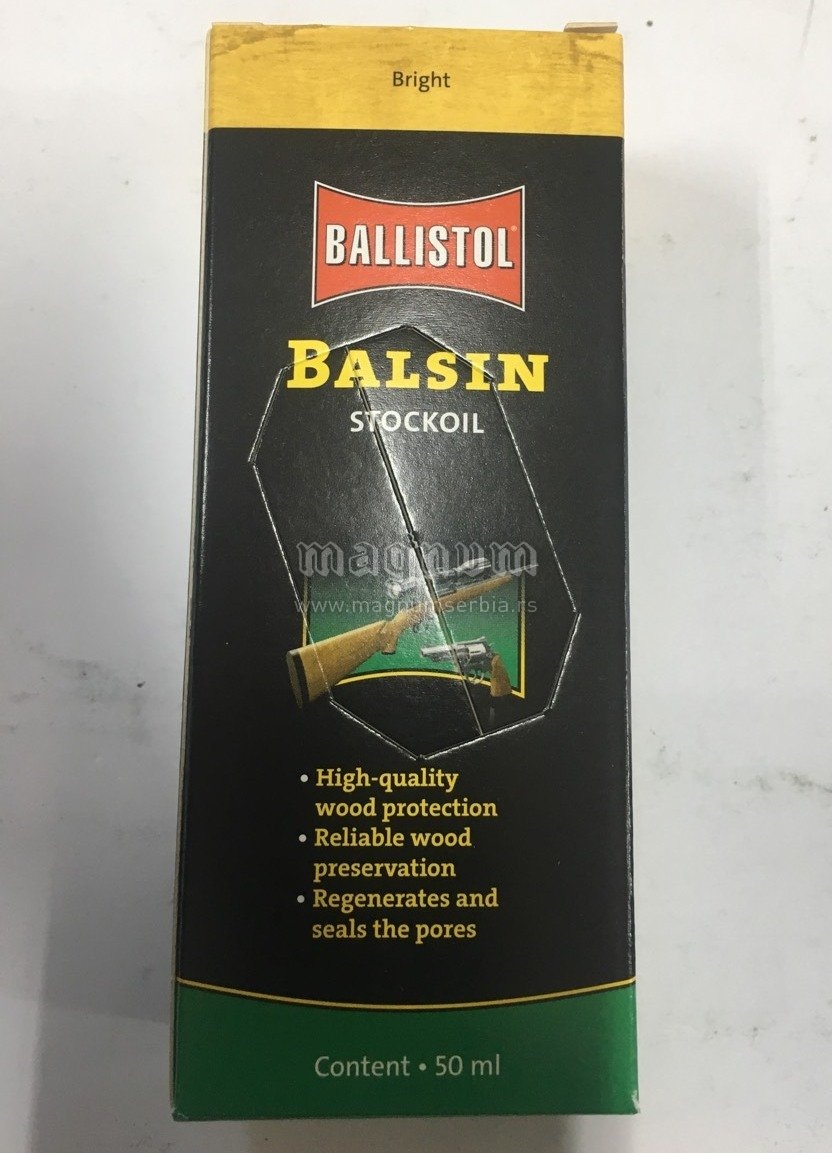 Bright
BALLISTOL®
BALSIN
STOCKOIL
magnum
www.magnumserbia.rs
• High-quality
wood protection
• Reliable wood
preservation
• Regenerates and
seals the pores
Content • 50 ml